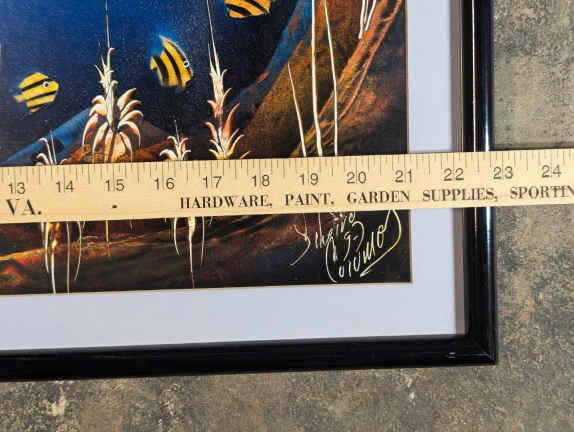 13 14 15 16 17 18 19 20 21 22 23 24
VA. HARDWARE, PAINT, GARDEN SUPPLIES, SPORTIN